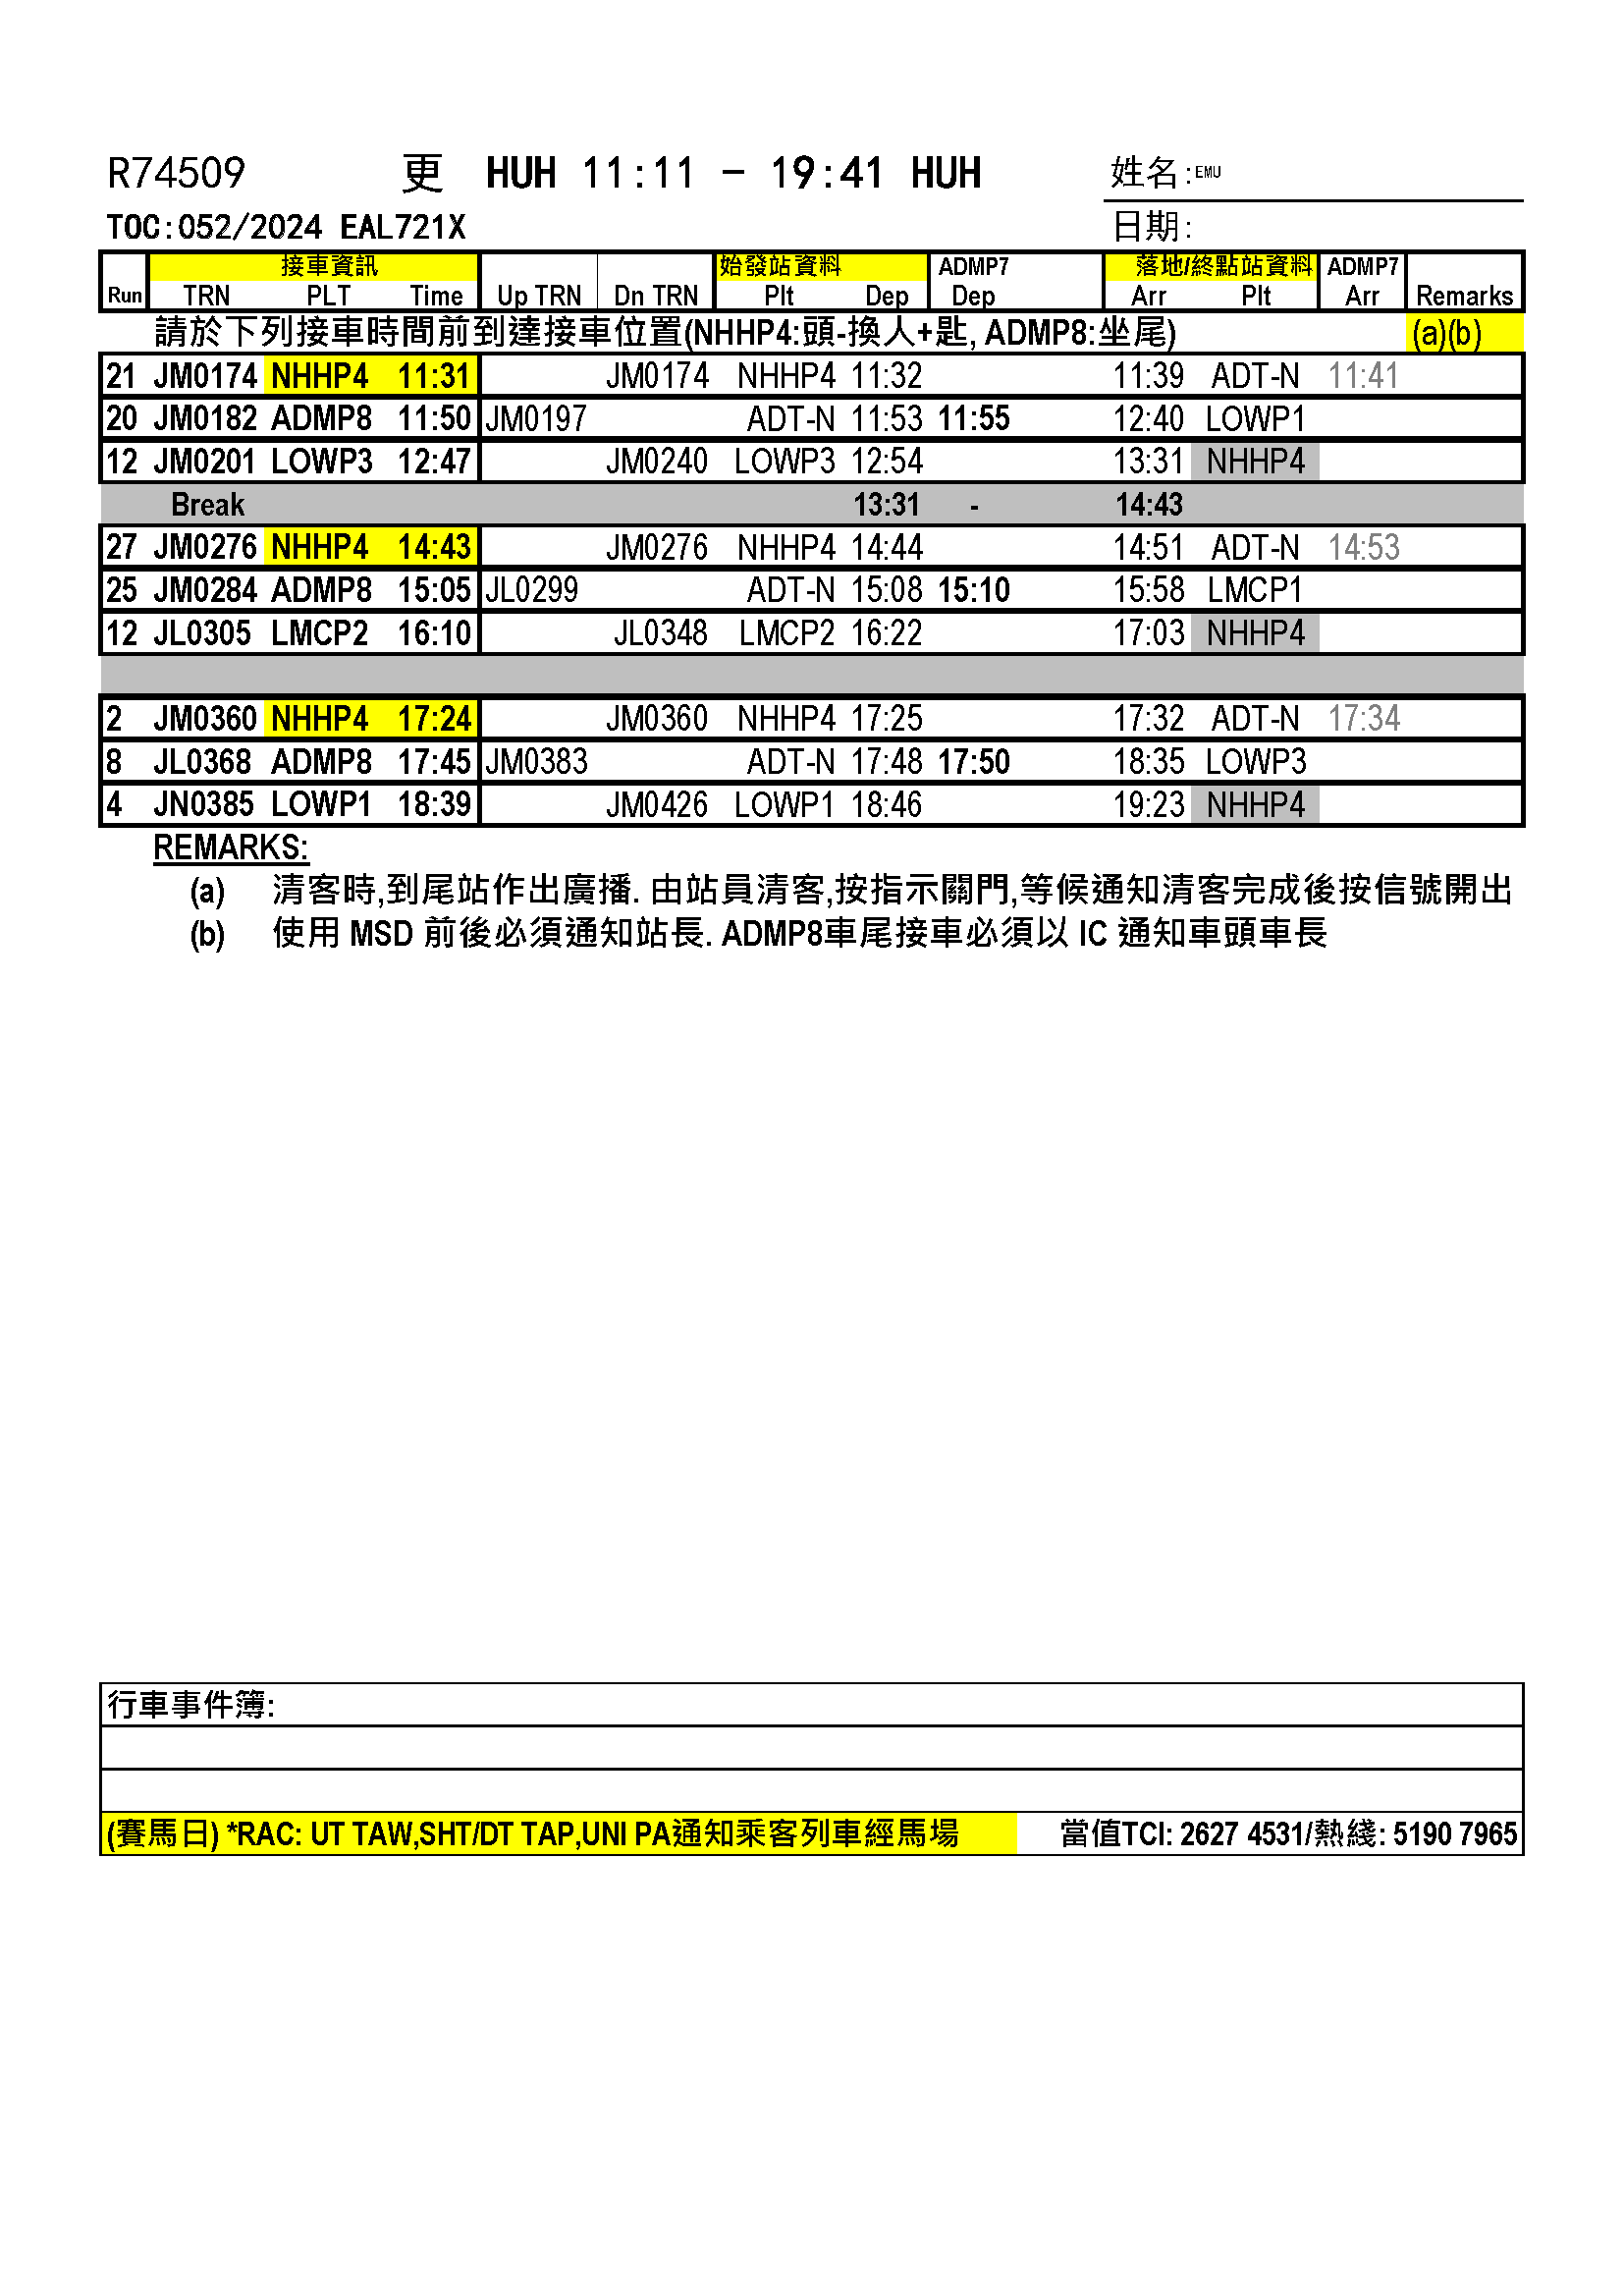 R74509 更 HUH 11:11 - 19:41 HUH 姓名:EMU
TOC:052/2024 EAL721X 日期:
接車資訊 始發站資料 ADMP7 落地/終點站資料 ADMP7
Run TRN PLT Time Up TRN Dn TRN Plt Dep Dep Arr Plt Arr Remarks
請於下列接車時間前到達接車位置(NHHP4:頭-換人+匙, ADMP8:坐尾) (a)(b)
21 JM0174 NHHP4 11:31 JM0174 NHHP4 11:32 11:39 ADT-N 11:41
20 JM0182 ADMP8 11:50 JM0197 ADT-N 11:53 11:55 12:40 LOWP1
12 JM0201 LOWP3 12:47 JM0240 LOWP3 12:54 13:31 NHHP4
Break 13:31 - 14:43
27 JM0276 NHHP4 14:43 JM0276 NHHP4 14:44 14:51 ADT-N 14:53
25 JM0284 ADMP8 15:05 JL0299 ADT-N 15:08 15:10 15:58 LMCP1
12 JL0305 LMCP2 16:10 JL0348 LMCP2 16:22 17:03 NHHP4
2 JM0360 NHHP4 17:24 JM0360 NHHP4 17:25 17:32 ADT-N 17:34
8 JL0368 ADMP8 17:45 JM0383 ADT-N 17:48 17:50 18:35 LOWP3
4 JN0385 LOWP1 18:39 JM0426 LOWP1 18:46 19:23 NHHP4
REMARKS:
(a) 清客時,到尾站作出廣播. 由站員清客,按指示關門,等候通知清客完成後按信號開出
(b) 使用 MSD 前後必須通知站長. ADMP8車尾接車必須以 IC 通知車頭車長
行車事件簿:
(賽馬日) *RAC: UT TAW,SHT/DT TAP,UNI PA通知乘客列車經馬場 當值TCI: 2627 4531/熱綫: 5190 7965